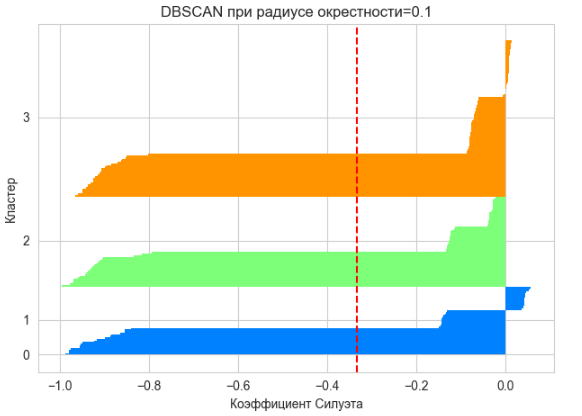 DBSCAN при радиусе окрестности=0.1
Кластер
3
2
1
0
−1.0 −0.8 −0.6 −0.4 −0.2 0.0
Коэффициент Силуэта